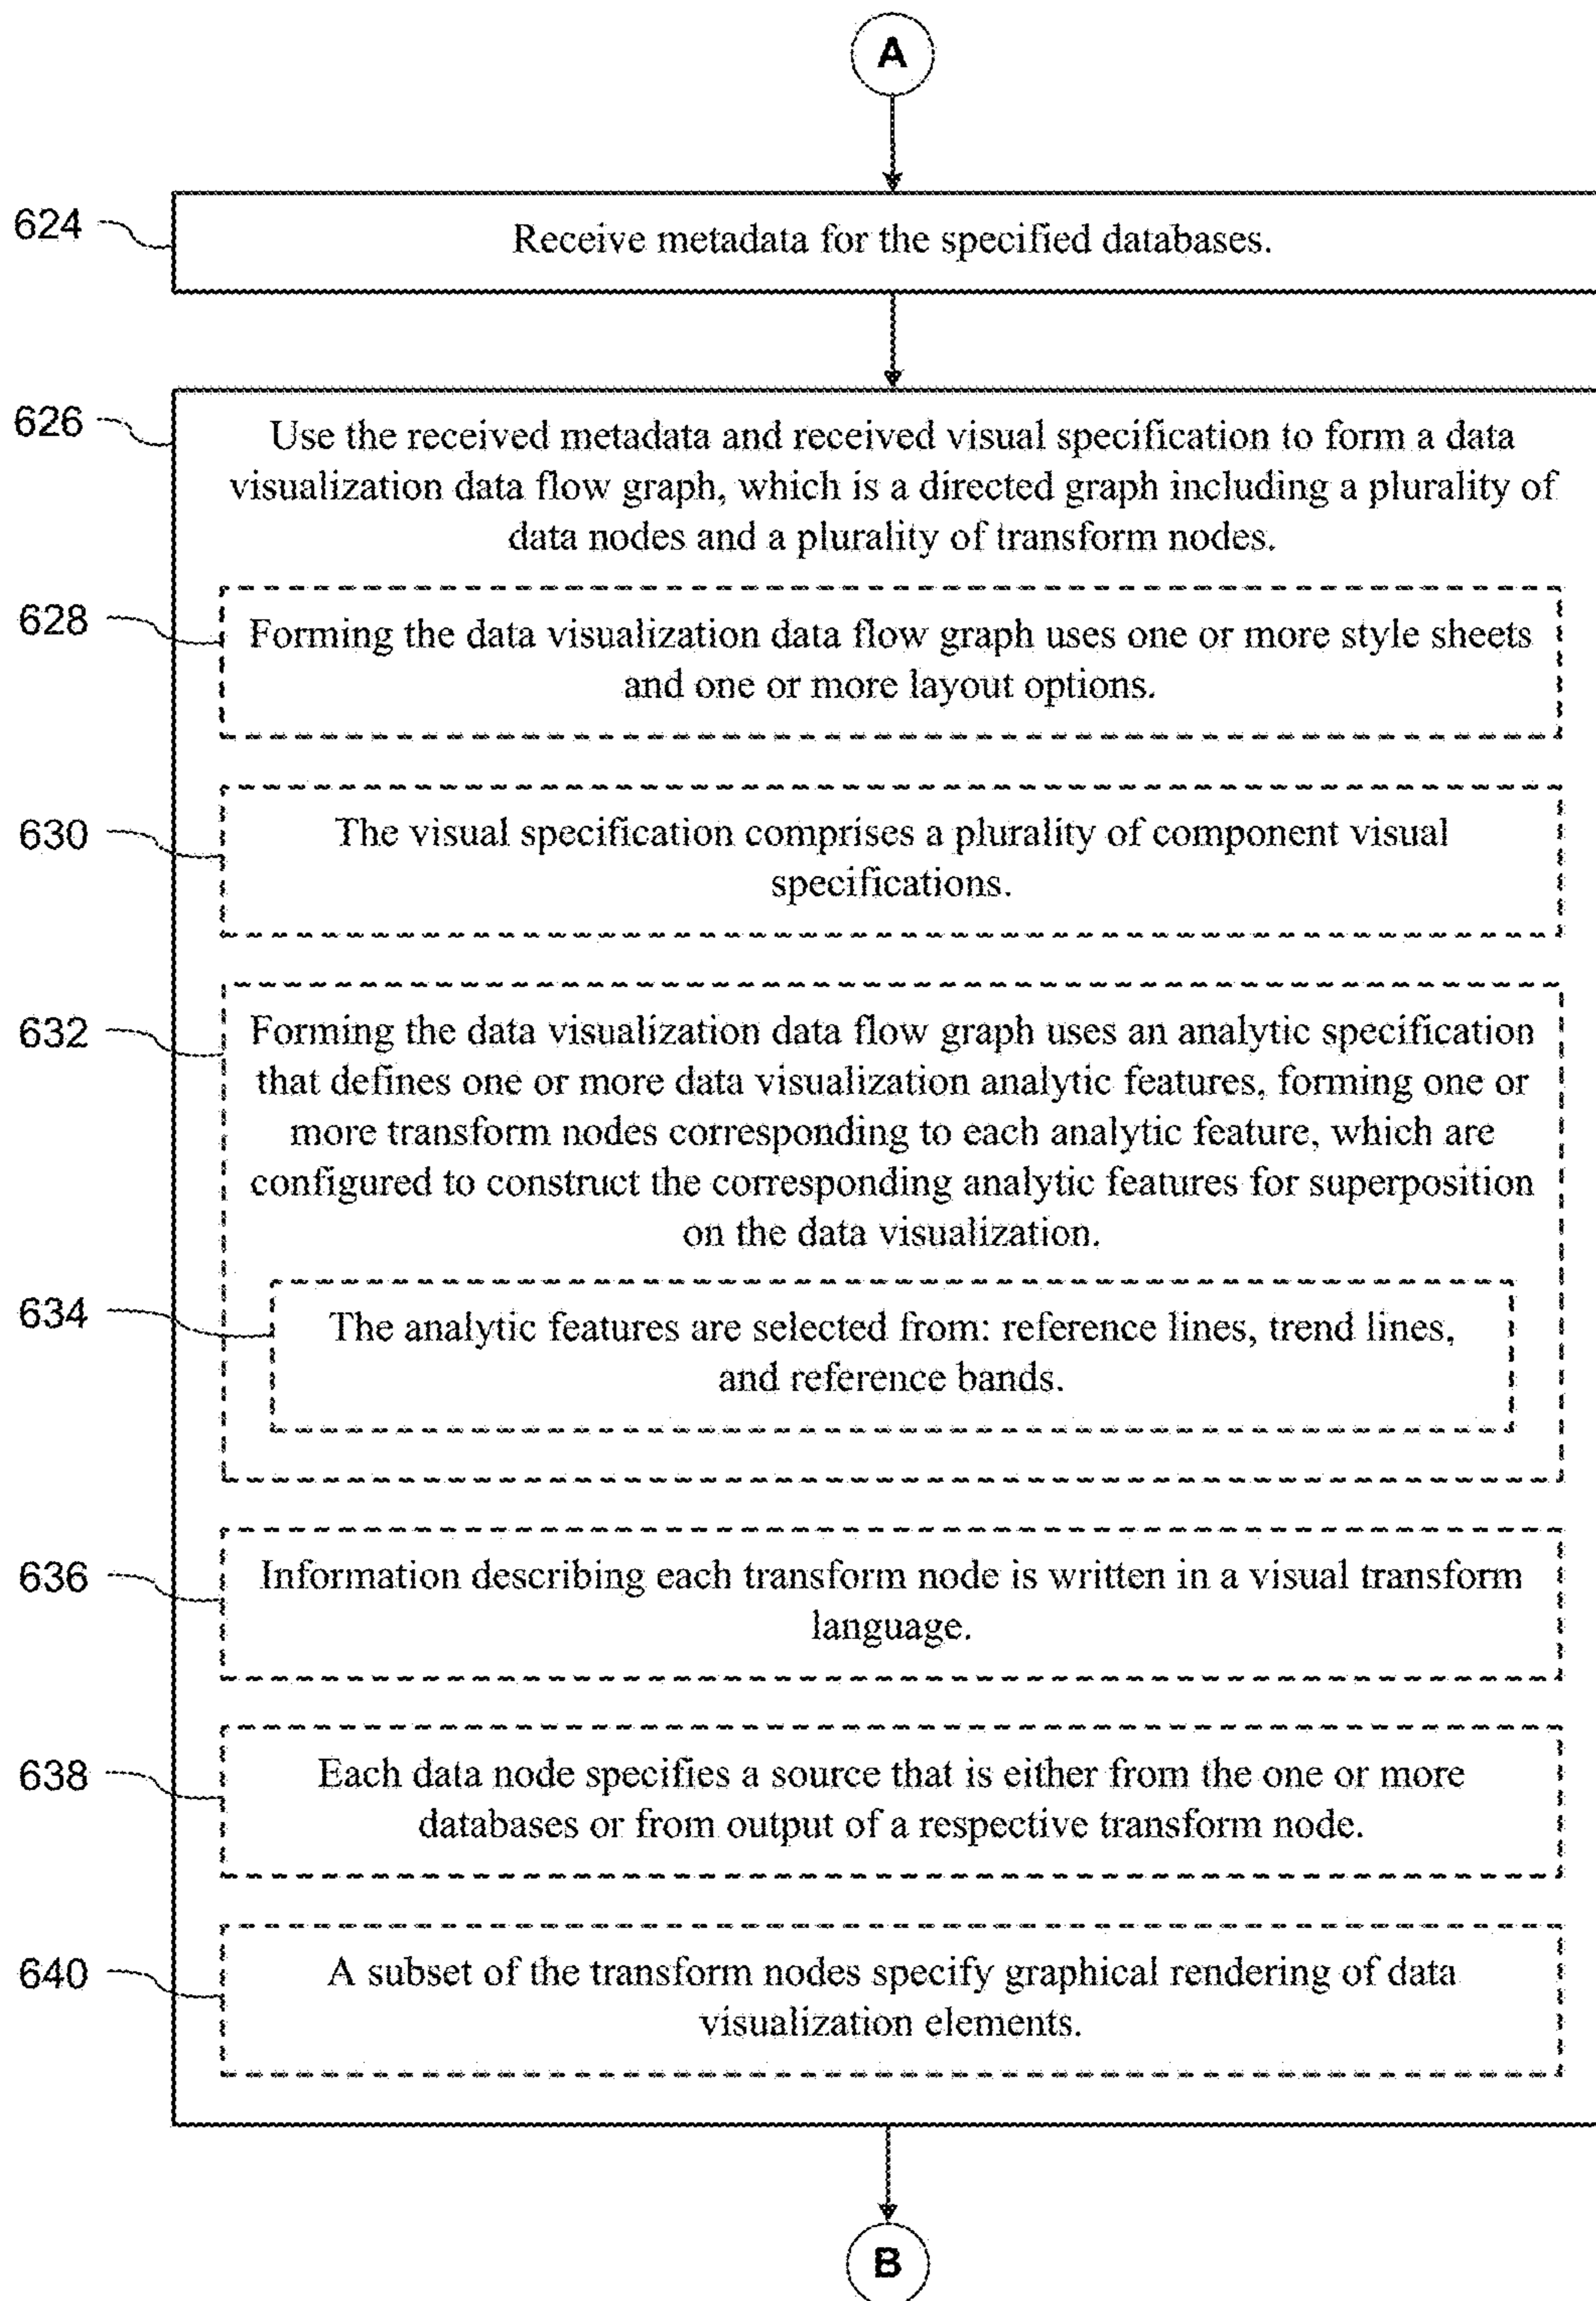 A
624
Receive metadata for the specified databases.
626
Use the received metadata and received visual specification to form a data
visualization data flow graph, which is a directed graph including a plurality of
data nodes and a plurality of transform nodes.
628
Forming the data visualization data flow graph uses one or more style sheets
and one or more layout options.
630
The visual specification comprises a plurality of component visual
specifications.
632
Forming the data visualization data flow graph uses an analytic specification
that defines one or more data visualization analytic features, forming one or
more transform nodes corresponding to each analytic feature, which are
configured to construct the corresponding analytic features for superposition
on the data visualization.
634
The analytic features are selected from: reference lines, trend lines,
and reference bands.
636
Information describing each transform node is written in a visual transform
language.
638
Each data node specifies a source that is either from the one or more
databases or from output of a respective transform node.
640
A subset of the transform nodes specify graphical rendering of data
visualization elements.
B